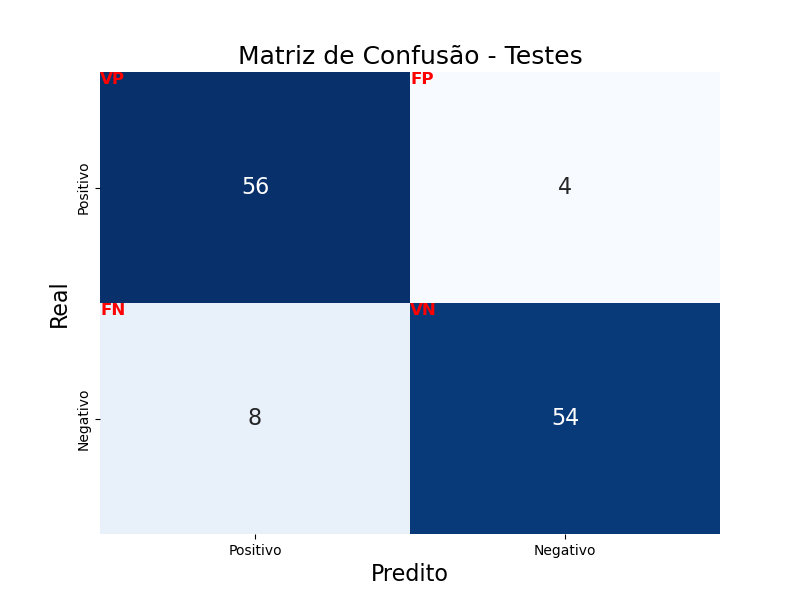 Matriz de Confusão - Testes
VP
FP
Positivo
56
4
Real
FN
VN
Negativo
8
54
Positivo
Negativo
Predito